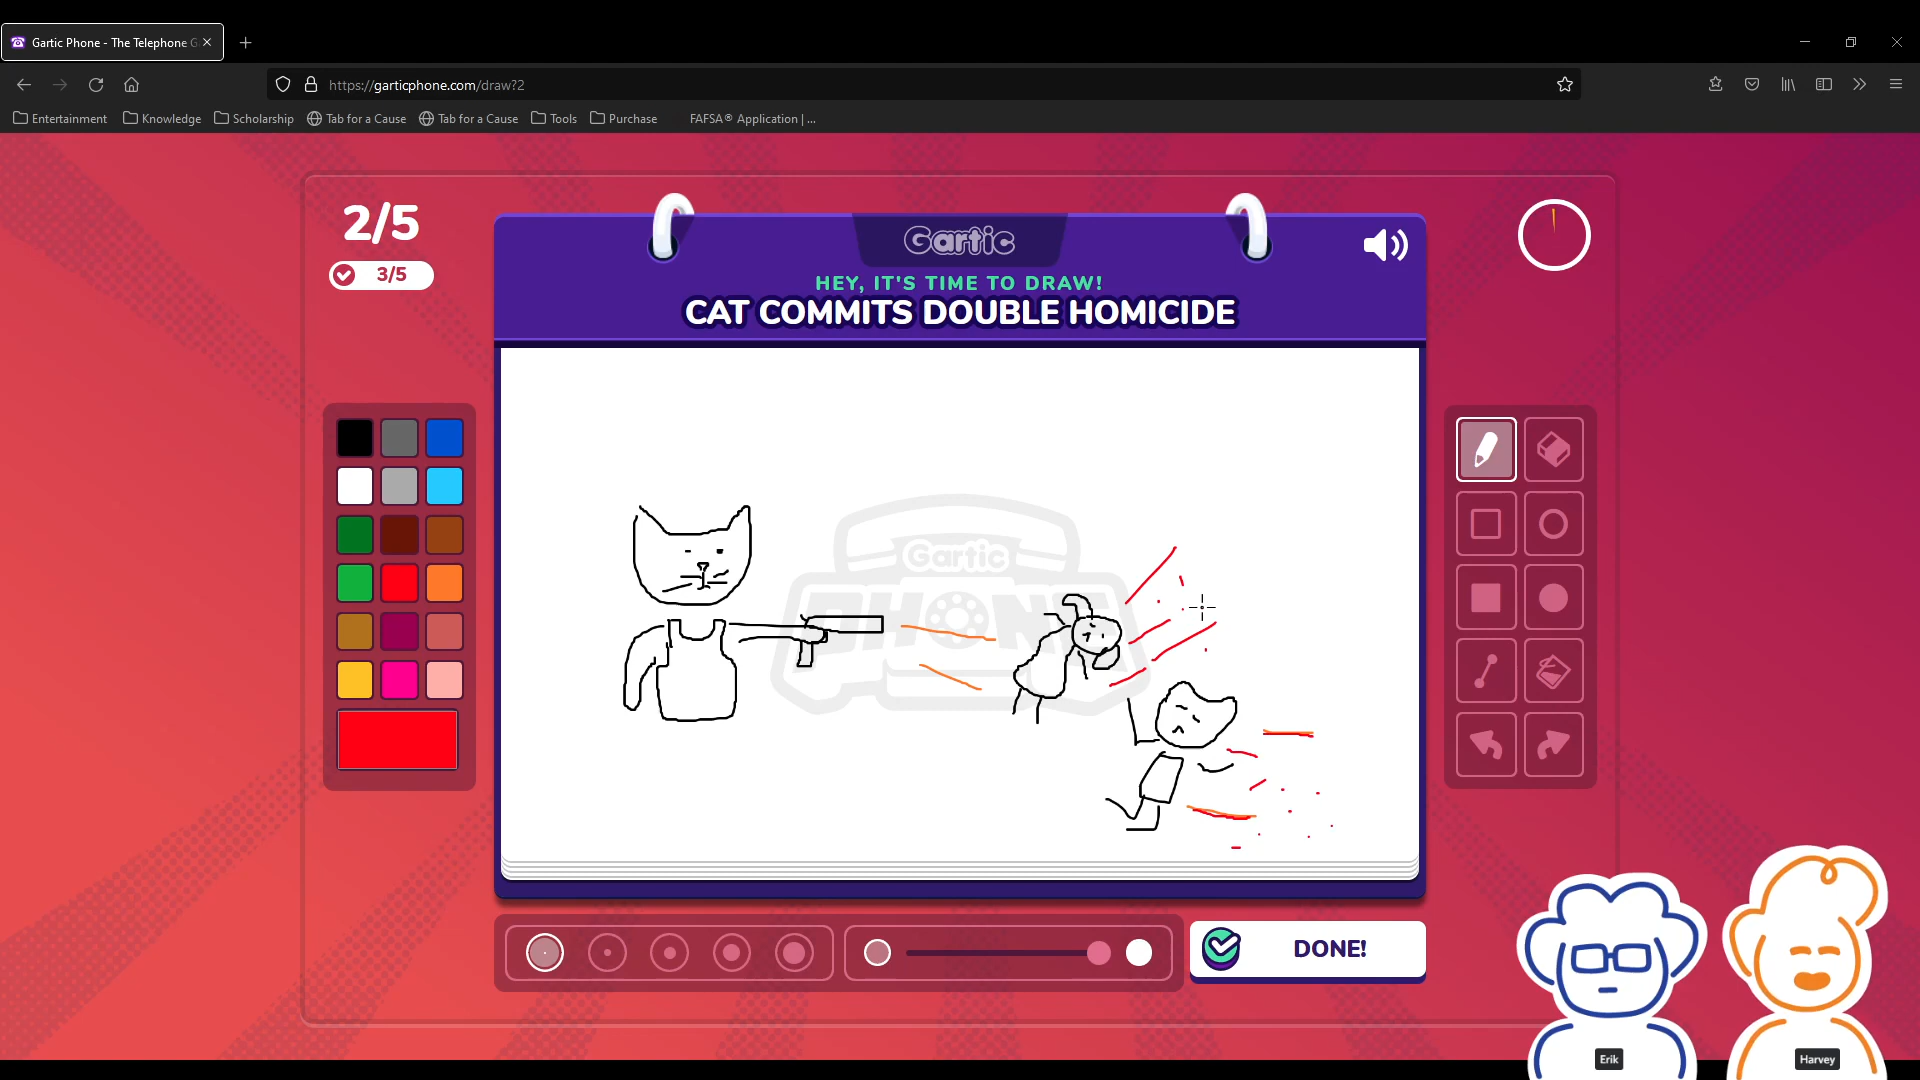 Gartic Phone - The Telephone G
https://garticphone.com/draw?2
Entertainment
Knowledge
Scholarship
Tab for a Cause
Tab for a Cause
Tools
Purchase
FAFSA® Application | ...
2/5
3/5
Gartic
HEY, IT'S TIME TO DRAW!
CAT COMMITS DOUBLE HOMICIDE
Gartic
PHONE
DONE!
Erik
Harvey